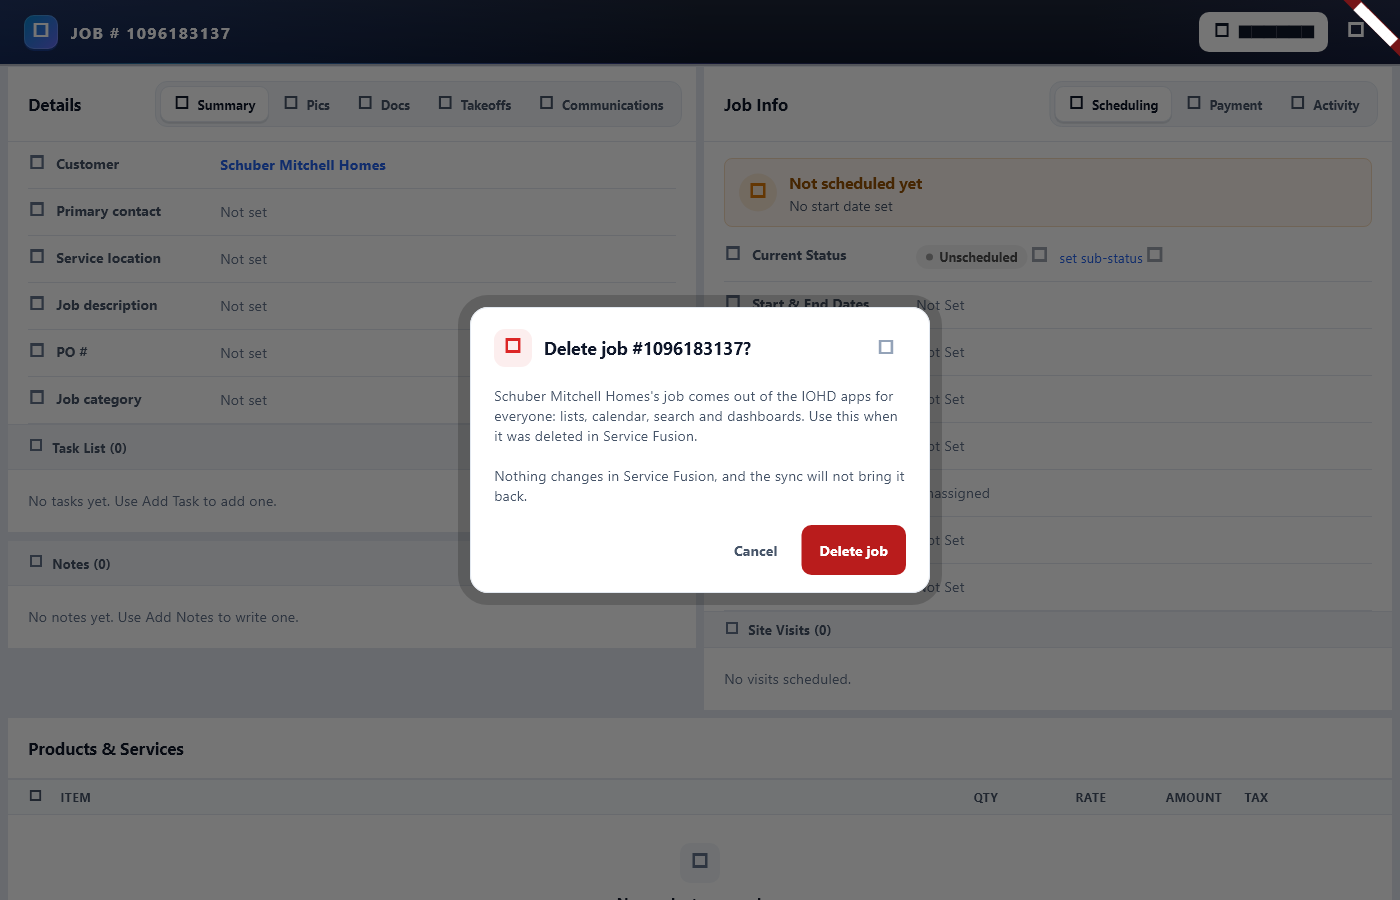 JOB # 1096183137
Details
Summary
Pics
Docs
Takeoffs
Communications
Job Info
Scheduling
Payment
Activity
Customer
Schuber Mitchell Homes
Primary contact
Not set
Service location
Not set
Job description
Not set
PO #
Not set
Job category
Not set
Task List (0)
No tasks yet. Use Add Task to add one.
Notes (0)
No notes yet. Use Add Notes to write one.
Not scheduled yet
No start date set
Current Status
Unscheduled
set sub-status
Start & End Dates
Not Set
Site Visits (0)
No visits scheduled.
Delete job #1096183137?
Schuber Mitchell Homes's job comes out of the IOHD apps for
everyone: lists, calendar, search and dashboards. Use this when
it was deleted in Service Fusion.
Nothing changes in Service Fusion, and the sync will not bring it
back.
Cancel
Delete job
Products & Services
ITEM
QTY
RATE
AMOUNT
TAX